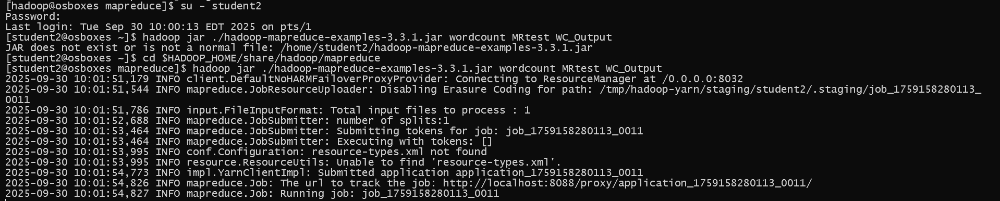 [hadoop@osboxes mapreduce]$ su - student2
Password:
Last login: Tue Sep 30 10:00:13 EDT 2025 on pts/1
[student2@osboxes ~]$ hadoop jar ./hadoop-mapreduce-examples-3.3.1.jar wordcount MRtest WC_Output
JAR does not exist or is not a normal file: /home/student2/hadoop-mapreduce-examples-3.3.1.jar
[student2@osboxes ~]$ cd $HADOOP_HOME/share/hadoop/mapreduce
[student2@osboxes mapreduce]$ hadoop jar ./hadoop-mapreduce-examples-3.3.1.jar wordcount MRtest WC_Output
2025-09-30 10:01:51,179 INFO client.DefaultNoHARMFailoverProxyProvider: Connecting to ResourceManager at /0.0.0.0:8032
2025-09-30 10:01:51,544 INFO mapreduce.JobResourceUploader: Disabling Erasure Coding for path: /tmp/hadoop-yarn/staging/student2/.staging/job_1759158280113_
0011
2025-09-30 10:01:51,786 INFO input.FileInputFormat: Total input files to process : 1
2025-09-30 10:01:52,688 INFO mapreduce.JobSubmitter: number of splits:1
2025-09-30 10:01:53,464 INFO mapreduce.JobSubmitter: Submitting tokens for job: job_1759158280113_0011
2025-09-30 10:01:53,464 INFO mapreduce.JobSubmitter: Executing with tokens: []
2025-09-30 10:01:53,995 INFO conf.Configuration: resource-types.xml not found
2025-09-30 10:01:53,995 INFO resource.ResourceUtils: Unable to find 'resource-types.xml'.
2025-09-30 10:01:54,773 INFO impl.YarnClientImpl: Submitted application application_1759158280113_0011
2025-09-30 10:01:54,826 INFO mapreduce.Job: The url to track the job: http://localhost:8088/proxy/application_1759158280113_0011/
2025-09-30 10:01:54,827 INFO mapreduce.Job: Running job: job_1759158280113_0011